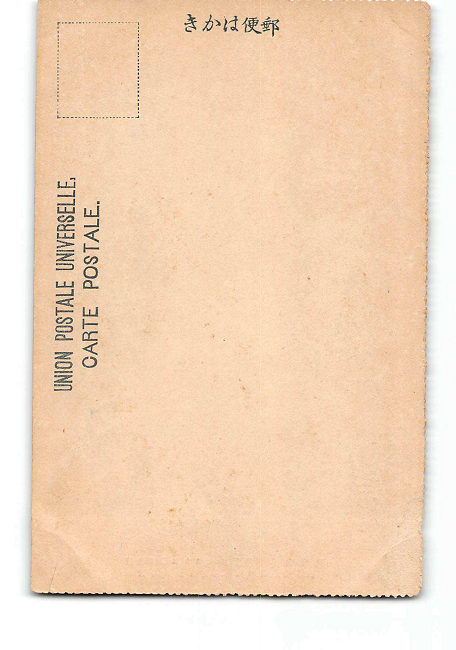 きかは便郵
UNION POSTALE UNIVERSELLE,
CARTE POSTALE.